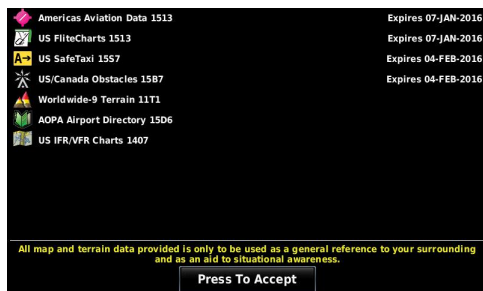 Americas Aviation Data 1513 Expires 07-JAN-2016
US FliteCharts 1513 Expires 07-JAN-2016
A→ US SafeTaxi 15S7 Expires 04-FEB-2016
US/Canada Obstacles 15B7 Expires 04-FEB-2016
Worldwide-9 Terrain 11T1
AOPA Airport Directory 15D6
US IFR/VFR Charts 1407
All map and terrain data provided is only to be used as a general reference to your surrounding
and as an aid to situational awareness.
Press To Accept